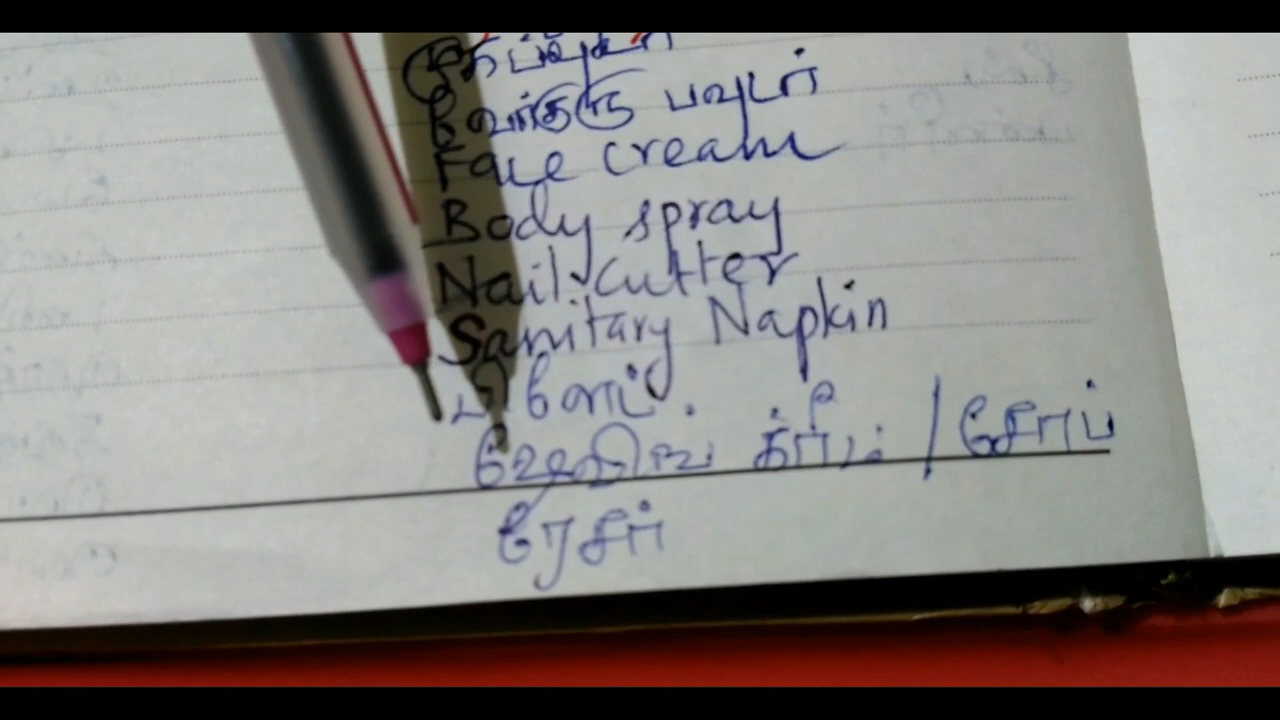 வேர்குரு பவுடர்
Face cream
Body spray
Nail cutter
Sanitary Napkin
பிளேட்.
ஷேவிங் க்ரீம் / சோப்
ரேசர்